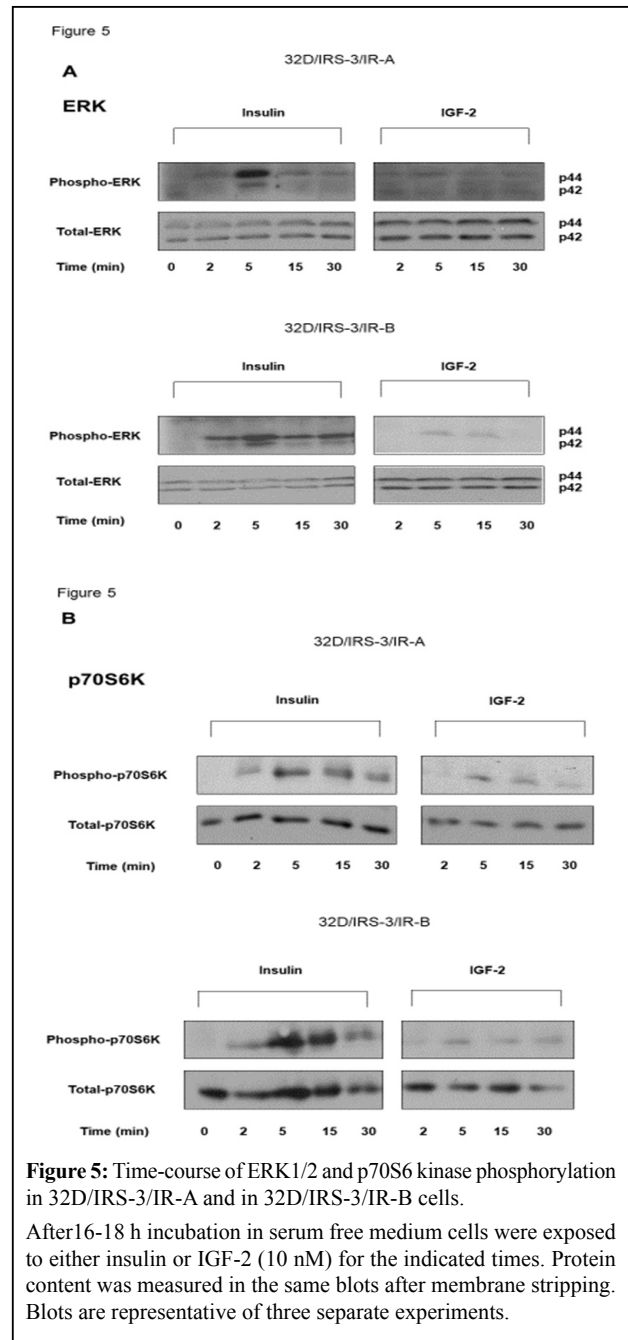 Figure 5
32D/IRS-3/IR-A
A
ERK
Insulin IGF-2
Phospho-ERK p44
p42
Total-ERK p44
p42
Time (min) 0 2 5 15 30 2 5 15 30
32D/IRS-3/IR-B
Insulin IGF-2
Phospho-ERK p44
p42
Total-ERK p44
p42
Time (min) 0 2 5 15 30 2 5 15 30
Figure 5
B
32D/IRS-3/IR-A
p70S6K
Insulin IGF-2
Phospho-p70S6K
Total-p70S6K
Time (min) 0 2 5 15 30 2 5 15 30
32D/IRS-3/IR-B
Insulin IGF-2
Phospho-p70S6K
Total-p70S6K
Time (min) 0 2 5 15 30 2 5 15 30
Figure 5: Time-course of ERK1/2 and p70S6 kinase phosphorylation
in 32D/IRS-3/IR-A and in 32D/IRS-3/IR-B cells.
After16-18 h incubation in serum free medium cells were exposed
to either insulin or IGF-2 (10 nM) for the indicated times. Protein
content was measured in the same blots after membrane stripping.
Blots are representative of three separate experiments.